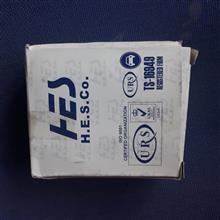 HES
H.E.S.Co.
URS
TS-16949
REGISTERED FIRM
ISO 9001
CERTIFIED ORGANIZATION
URS